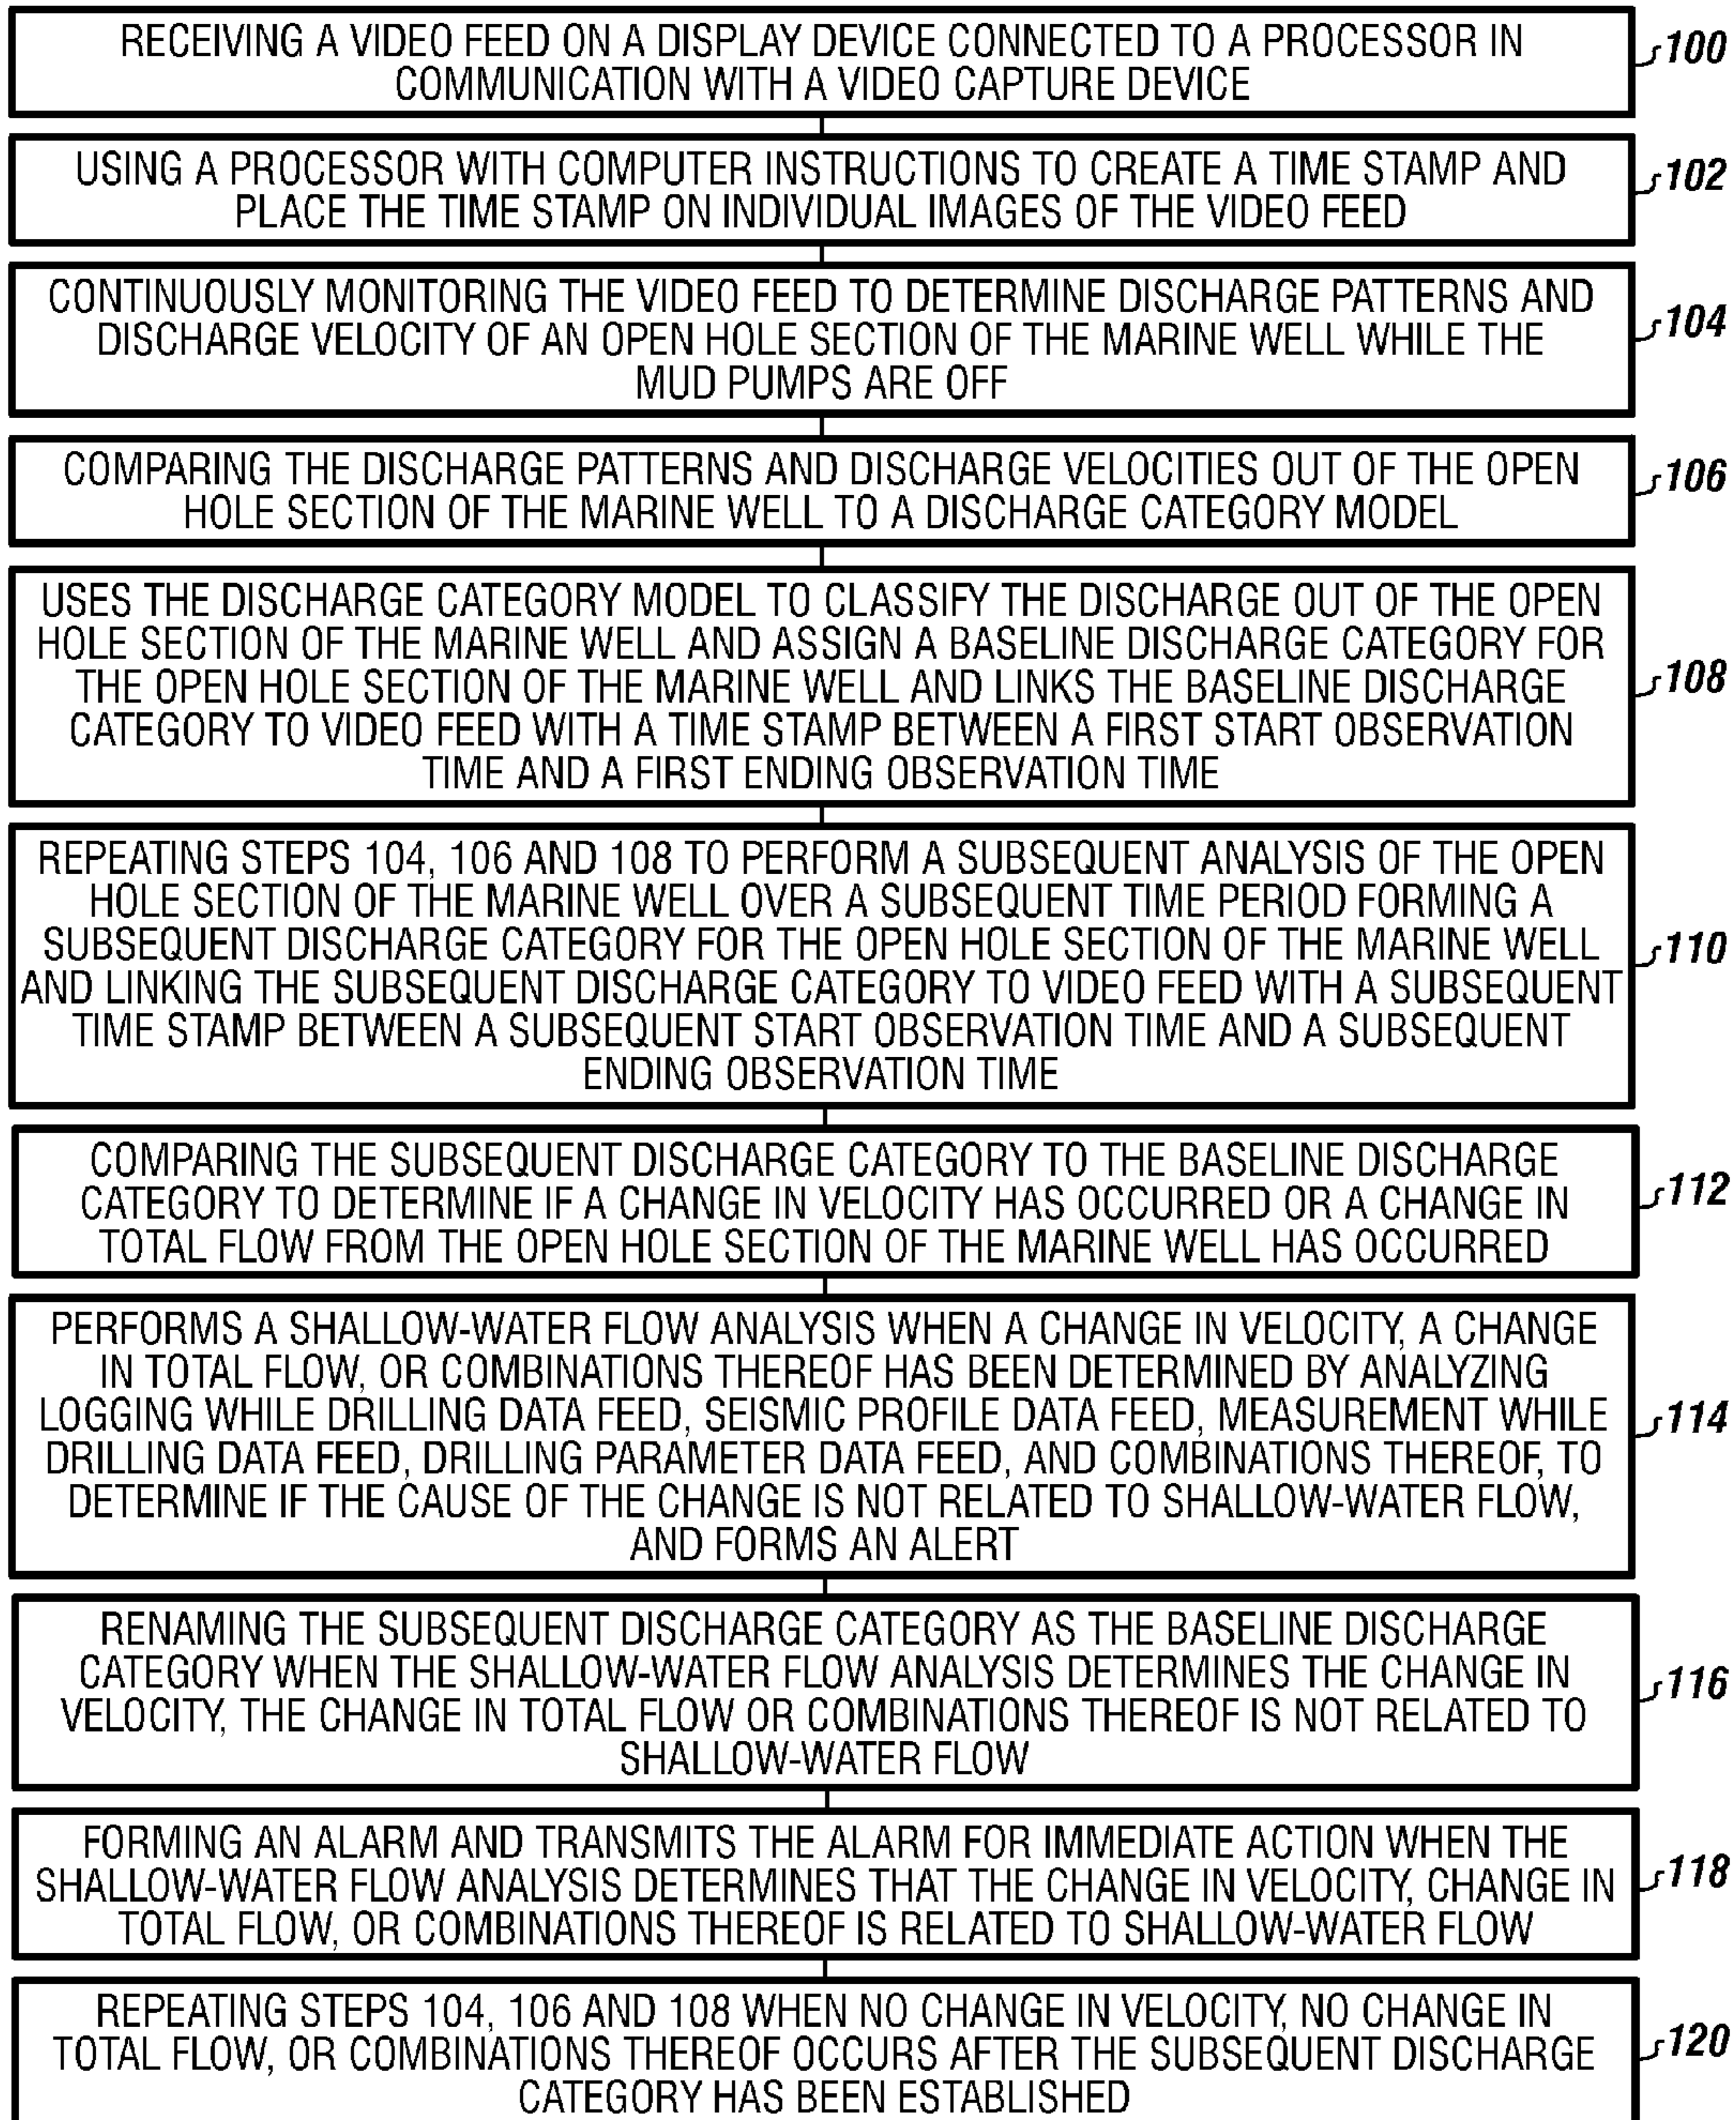 RECEIVING A VIDEO FEED ON A DISPLAY DEVICE CONNECTED TO A PROCESSOR IN
COMMUNICATION WITH A VIDEO CAPTURE DEVICE
100
USING A PROCESSOR WITH COMPUTER INSTRUCTIONS TO CREATE A TIME STAMP AND
PLACE THE TIME STAMP ON INDIVIDUAL IMAGES OF THE VIDEO FEED
102
CONTINUOUSLY MONITORING THE VIDEO FEED TO DETERMINE DISCHARGE PATTERNS AND
DISCHARGE VELOCITY OF AN OPEN HOLE SECTION OF THE MARINE WELL WHILE THE
MUD PUMPS ARE OFF
104
COMPARING THE DISCHARGE PATTERNS AND DISCHARGE VELOCITIES OUT OF THE OPEN
HOLE SECTION OF THE MARINE WELL TO A DISCHARGE CATEGORY MODEL
106
USES THE DISCHARGE CATEGORY MODEL TO CLASSIFY THE DISCHARGE OUT OF THE OPEN
HOLE SECTION OF THE MARINE WELL AND ASSIGN A BASELINE DISCHARGE CATEGORY FOR
THE OPEN HOLE SECTION OF THE MARINE WELL AND LINKS THE BASELINE DISCHARGE
CATEGORY TO VIDEO FEED WITH A TIME STAMP BETWEEN A FIRST START OBSERVATION
TIME AND A FIRST ENDING OBSERVATION TIME
108
REPEATING STEPS 104, 106 AND 108 TO PERFORM A SUBSEQUENT ANALYSIS OF THE OPEN
HOLE SECTION OF THE MARINE WELL OVER A SUBSEQUENT TIME PERIOD FORMING A
SUBSEQUENT DISCHARGE CATEGORY FOR THE OPEN HOLE SECTION OF THE MARINE WELL
AND LINKING THE SUBSEQUENT DISCHARGE CATEGORY TO VIDEO FEED WITH A SUBSEQUENT
TIME STAMP BETWEEN A SUBSEQUENT START OBSERVATION TIME AND A SUBSEQUENT
ENDING OBSERVATION TIME
110
COMPARING THE SUBSEQUENT DISCHARGE CATEGORY TO THE BASELINE DISCHARGE
CATEGORY TO DETERMINE IF A CHANGE IN VELOCITY HAS OCCURRED OR A CHANGE IN
TOTAL FLOW FROM THE OPEN HOLE SECTION OF THE MARINE WELL HAS OCCURRED
112
PERFORMS A SHALLOW-WATER FLOW ANALYSIS WHEN A CHANGE IN VELOCITY, A CHANGE
IN TOTAL FLOW, OR COMBINATIONS THEREOF HAS BEEN DETERMINED BY ANALYZING
LOGGING WHILE DRILLING DATA FEED, SEISMIC PROFILE DATA FEED, MEASUREMENT WHILE
DRILLING DATA FEED, DRILLING PARAMETER DATA FEED, AND COMBINATIONS THEREOF, TO
DETERMINE IF THE CAUSE OF THE CHANGE IS NOT RELATED TO SHALLOW-WATER FLOW,
AND FORMS AN ALERT
114
RENAMING THE SUBSEQUENT DISCHARGE CATEGORY AS THE BASELINE DISCHARGE
CATEGORY WHEN THE SHALLOW-WATER FLOW ANALYSIS DETERMINES THE CHANGE IN
VELOCITY, THE CHANGE IN TOTAL FLOW OR COMBINATIONS THEREOF IS NOT RELATED TO
SHALLOW-WATER FLOW
116
FORMING AN ALARM AND TRANSMITS THE ALARM FOR IMMEDIATE ACTION WHEN THE
SHALLOW-WATER FLOW ANALYSIS DETERMINES THAT THE CHANGE IN VELOCITY, CHANGE IN
TOTAL FLOW, OR COMBINATIONS THEREOF IS RELATED TO SHALLOW-WATER FLOW
118
REPEATING STEPS 104, 106 AND 108 WHEN NO CHANGE IN VELOCITY, NO CHANGE IN
TOTAL FLOW, OR COMBINATIONS THEREOF OCCURS AFTER THE SUBSEQUENT DISCHARGE
CATEGORY HAS BEEN ESTABLISHED
120